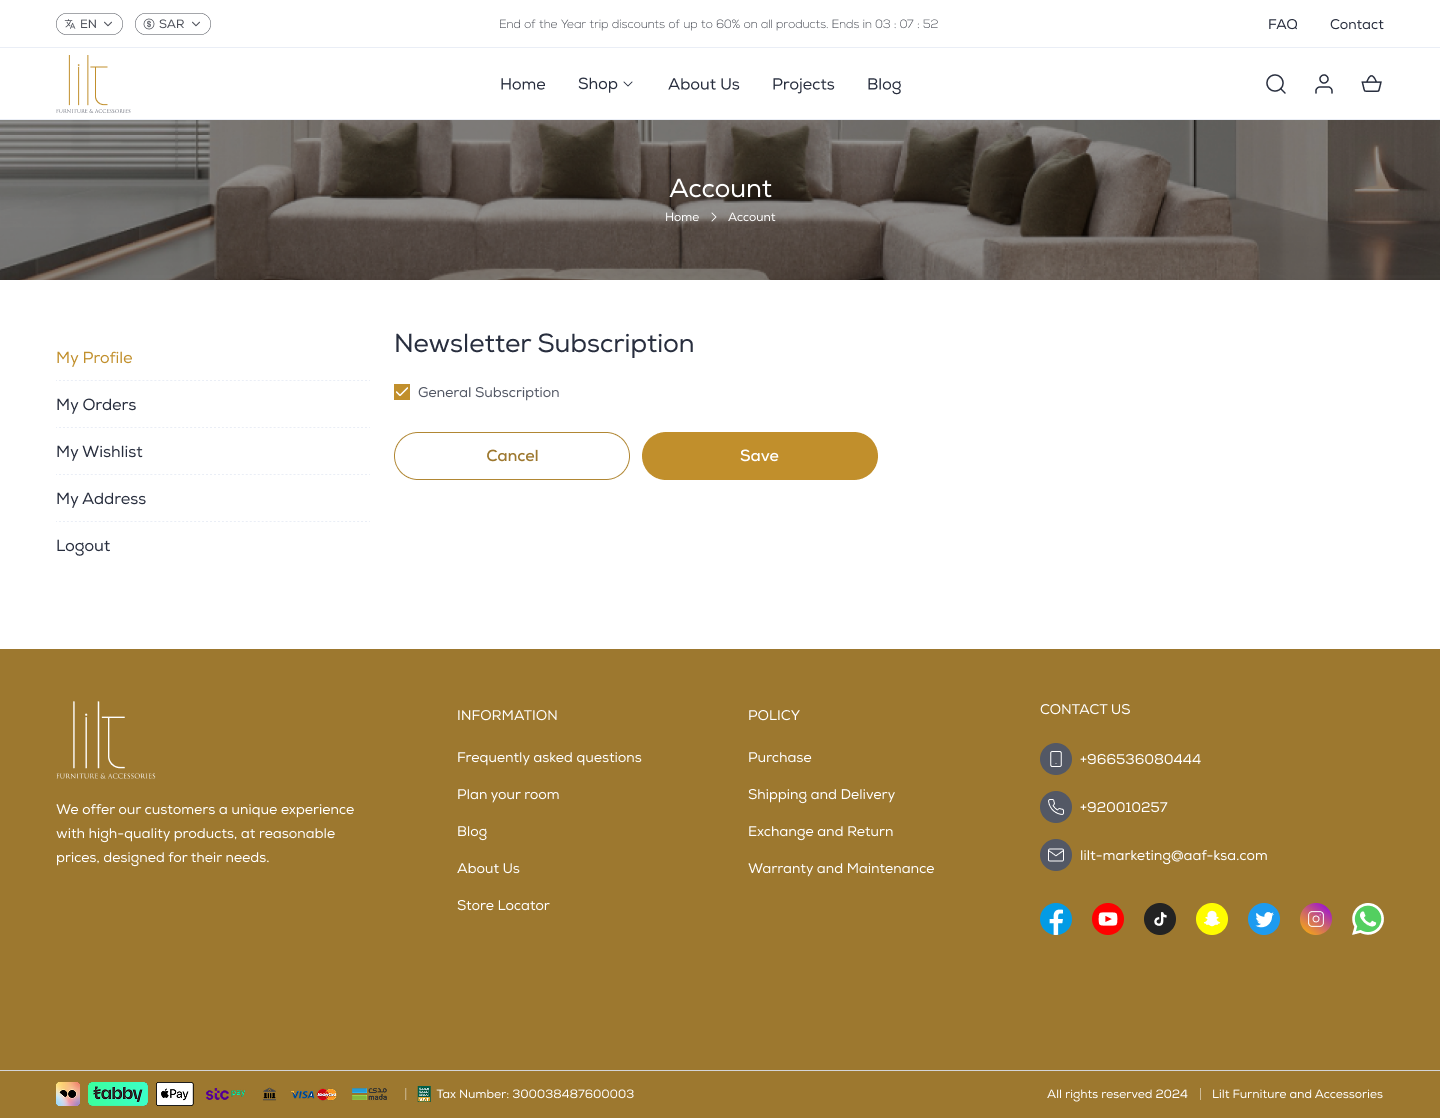 EN
SAR
End of the Year trip discounts of up to 60% on all products. Ends in 03 : 07 : 52
FAQ
Contact
lilt
FURNITURE & ACCESSORIES
Home
Shop
About Us
Projects
Blog
Account
Home
Account
My Profile
My Orders
My Wishlist
My Address
Logout
Newsletter Subscription
General Subscription
Cancel
Save
lilt
FURNITURE & ACCESSORIES
We offer our customers a unique experience
with high-quality products, at reasonable
prices, designed for their needs.
INFORMATION
Frequently asked questions
Plan your room
Blog
About Us
Store Locator
POLICY
Purchase
Shipping and Delivery
Exchange and Return
Warranty and Maintenance
CONTACT US
+966536080444
+920010257
lilt-marketing@aaf-ksa.com
tabby
Pay
stc pay
VISA
مدى
mada
Tax Number: 300038487600003
All rights reserved 2024
Lilt Furniture and Accessories